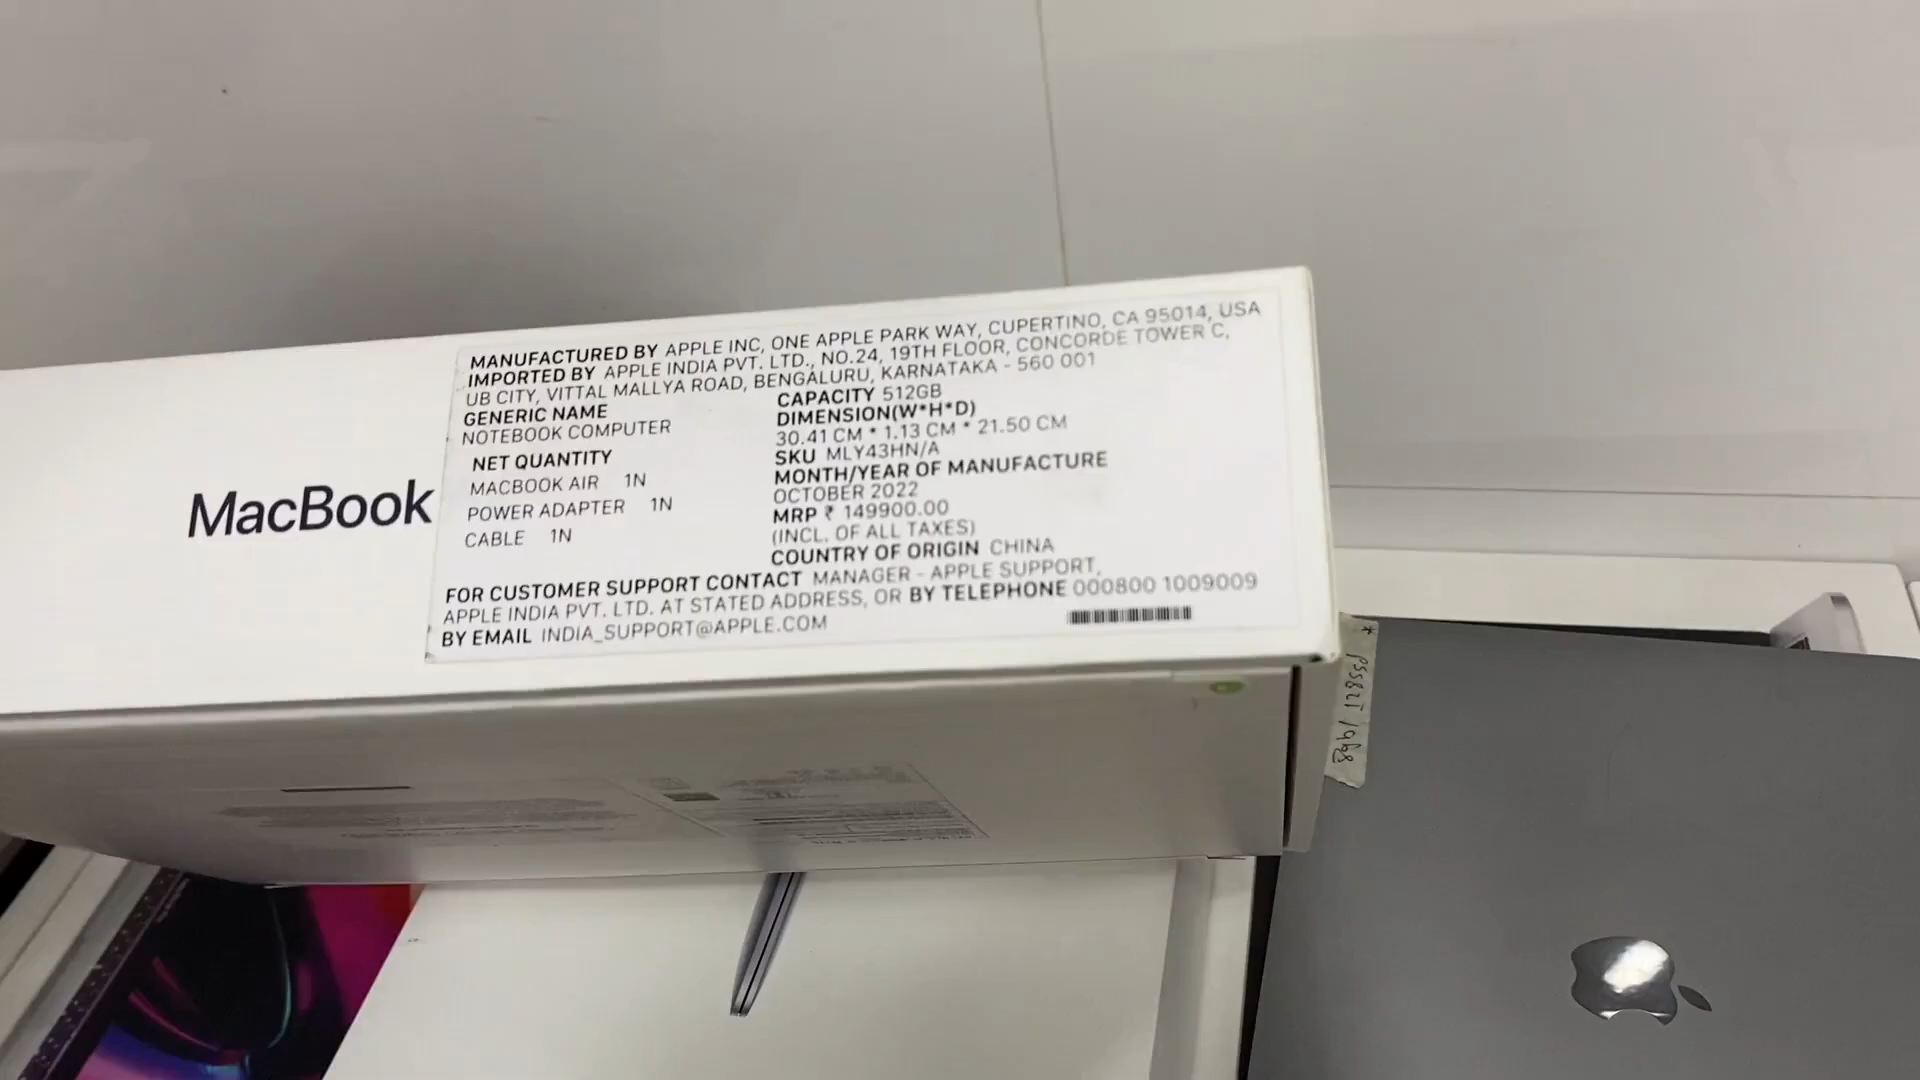 MANUFACTURED BY APPLE INC, ONE APPLE PARK WAY, CUPERTINO, CA 95014, USA
IMPORTED BY APPLE INDIA PVT. LTD., NO.24, 19TH FLOOR, CONCORDE TOWER C,
UB CITY, VITTAL MALLYA ROAD, BENGALURU, KARNATAKA - 560 001
GENERIC NAME
NOTEBOOK COMPUTER
NET QUANTITY
MACBOOK AIR 1N
POWER ADAPTER 1N
CABLE 1N
CAPACITY 512GB
DIMENSION(W*H*D)
30.41 CM * 1.13 CM * 21.50 CM
SKU MLY43HN/A
MONTH/YEAR OF MANUFACTURE
OCTOBER 2022
MRP ₹ 149900.00
(INCL. OF ALL TAXES)
COUNTRY OF ORIGIN CHINA
FOR CUSTOMER SUPPORT CONTACT MANAGER - APPLE SUPPORT,
APPLE INDIA PVT. LTD. AT STATED ADDRESS, OR BY TELEPHONE 000800 1009009
BY EMAIL INDIA_SUPPORT@APPLE.COM
MacBook